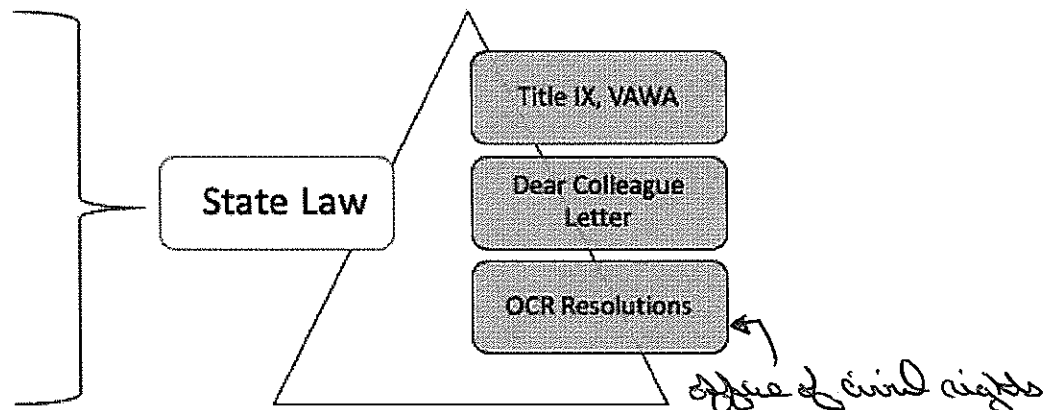 Title IX, VAWA
State Law
Dear Colleague
Letter
OCR Resolutions
office of civil rights